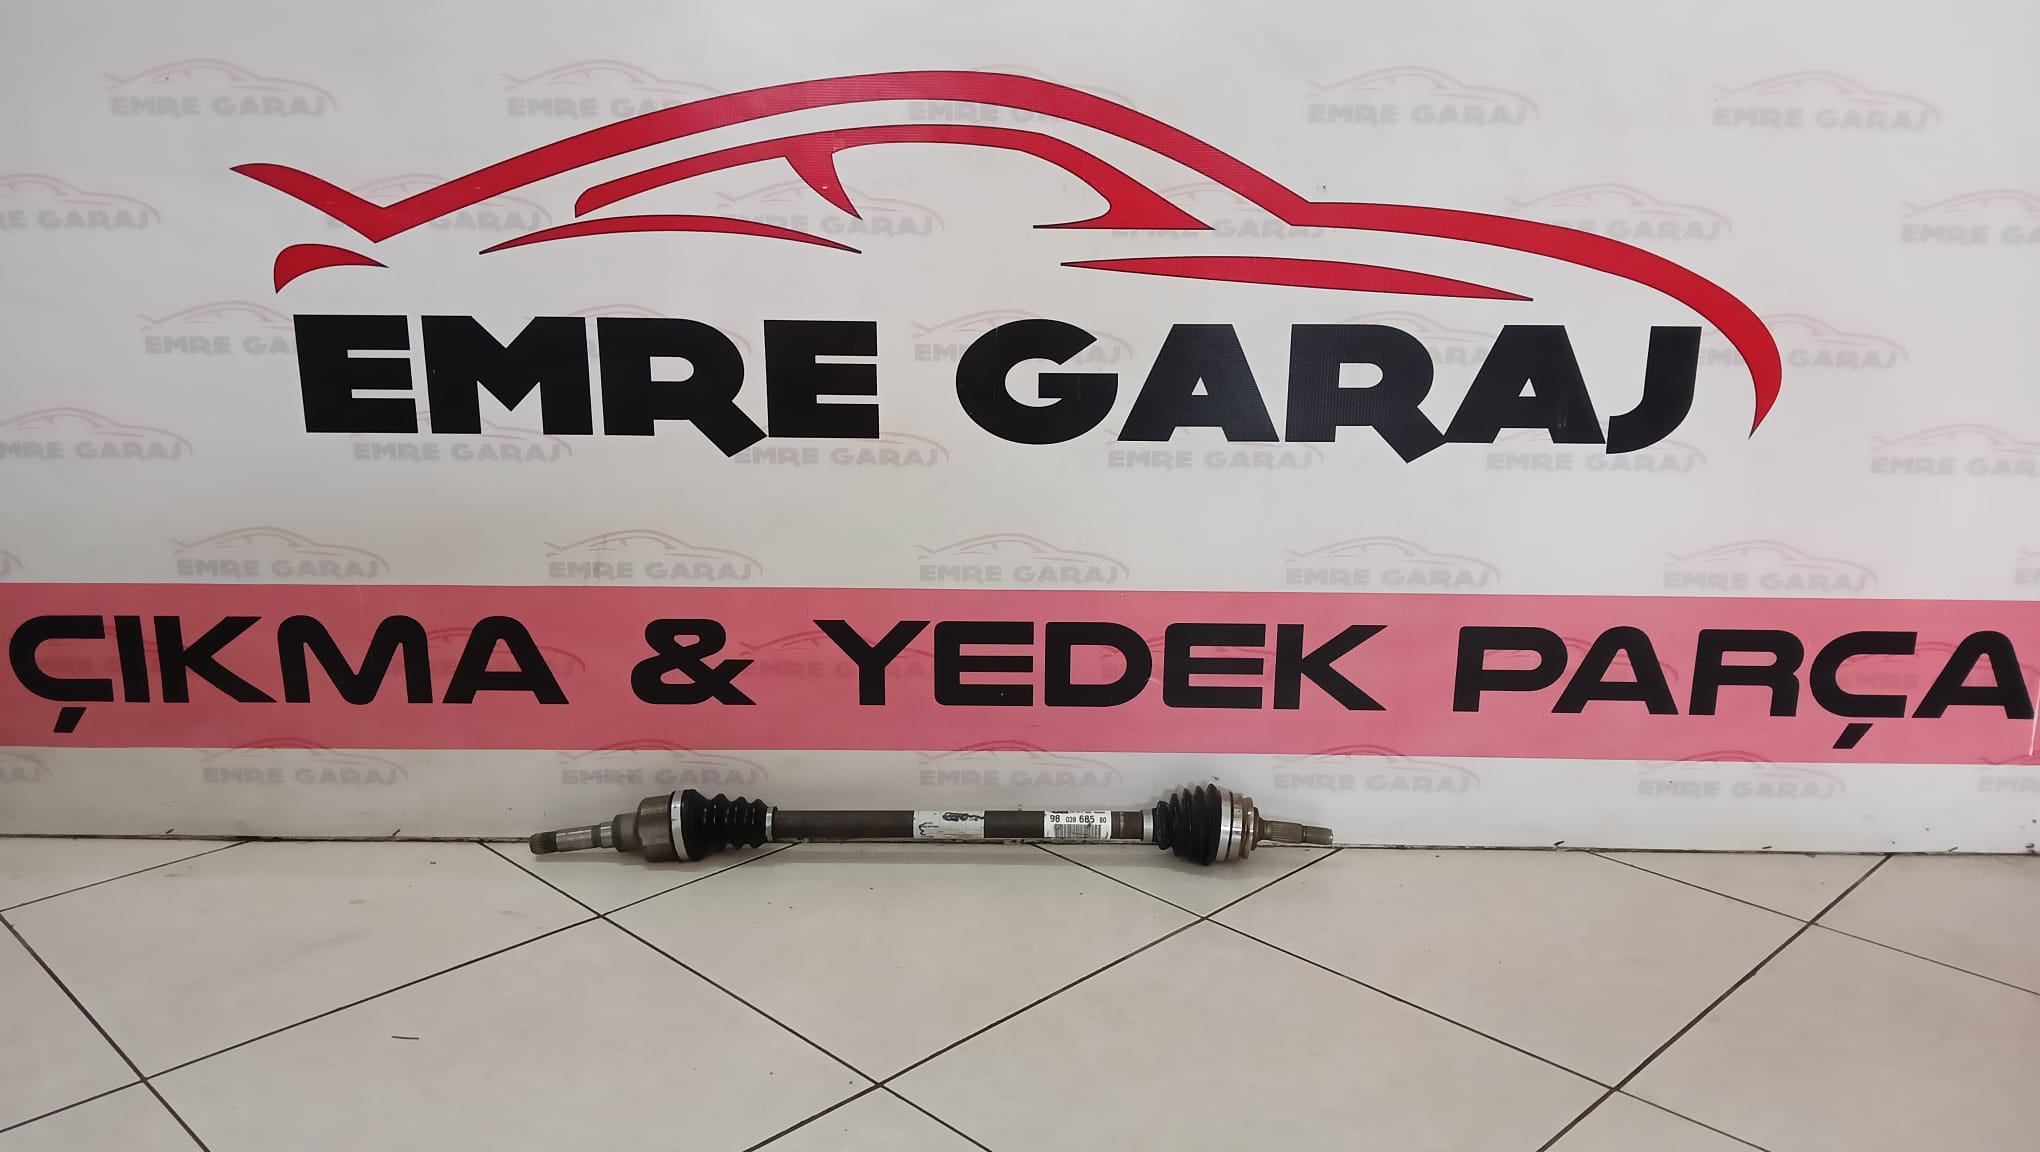 EMRE GARAJ
ÇIKMA & YEDEK PARÇA
98 039 685 80